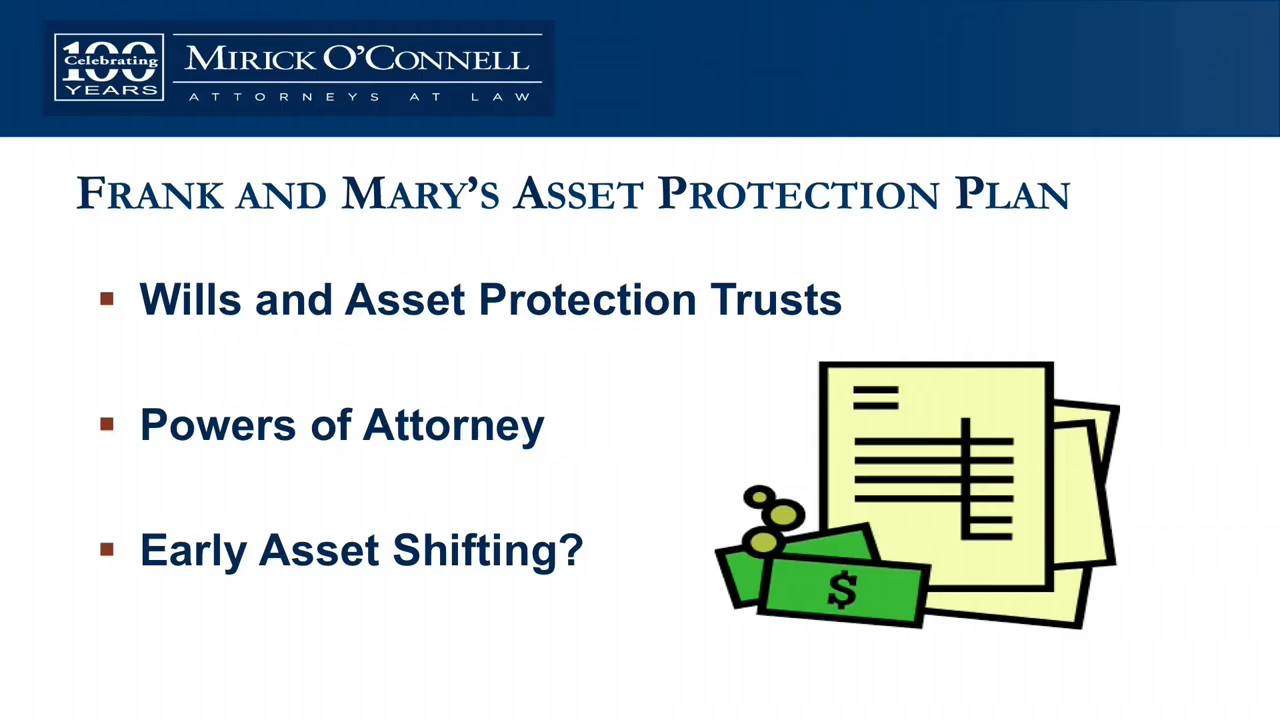 100
Celebrating
YEARS
MIRICK O'CONNELL
ATTORNEYS AT LAW
FRANK AND MARY'S ASSET PROTECTION PLAN
▪ Wills and Asset Protection Trusts
▪ Powers of Attorney
▪ Early Asset Shifting?
$